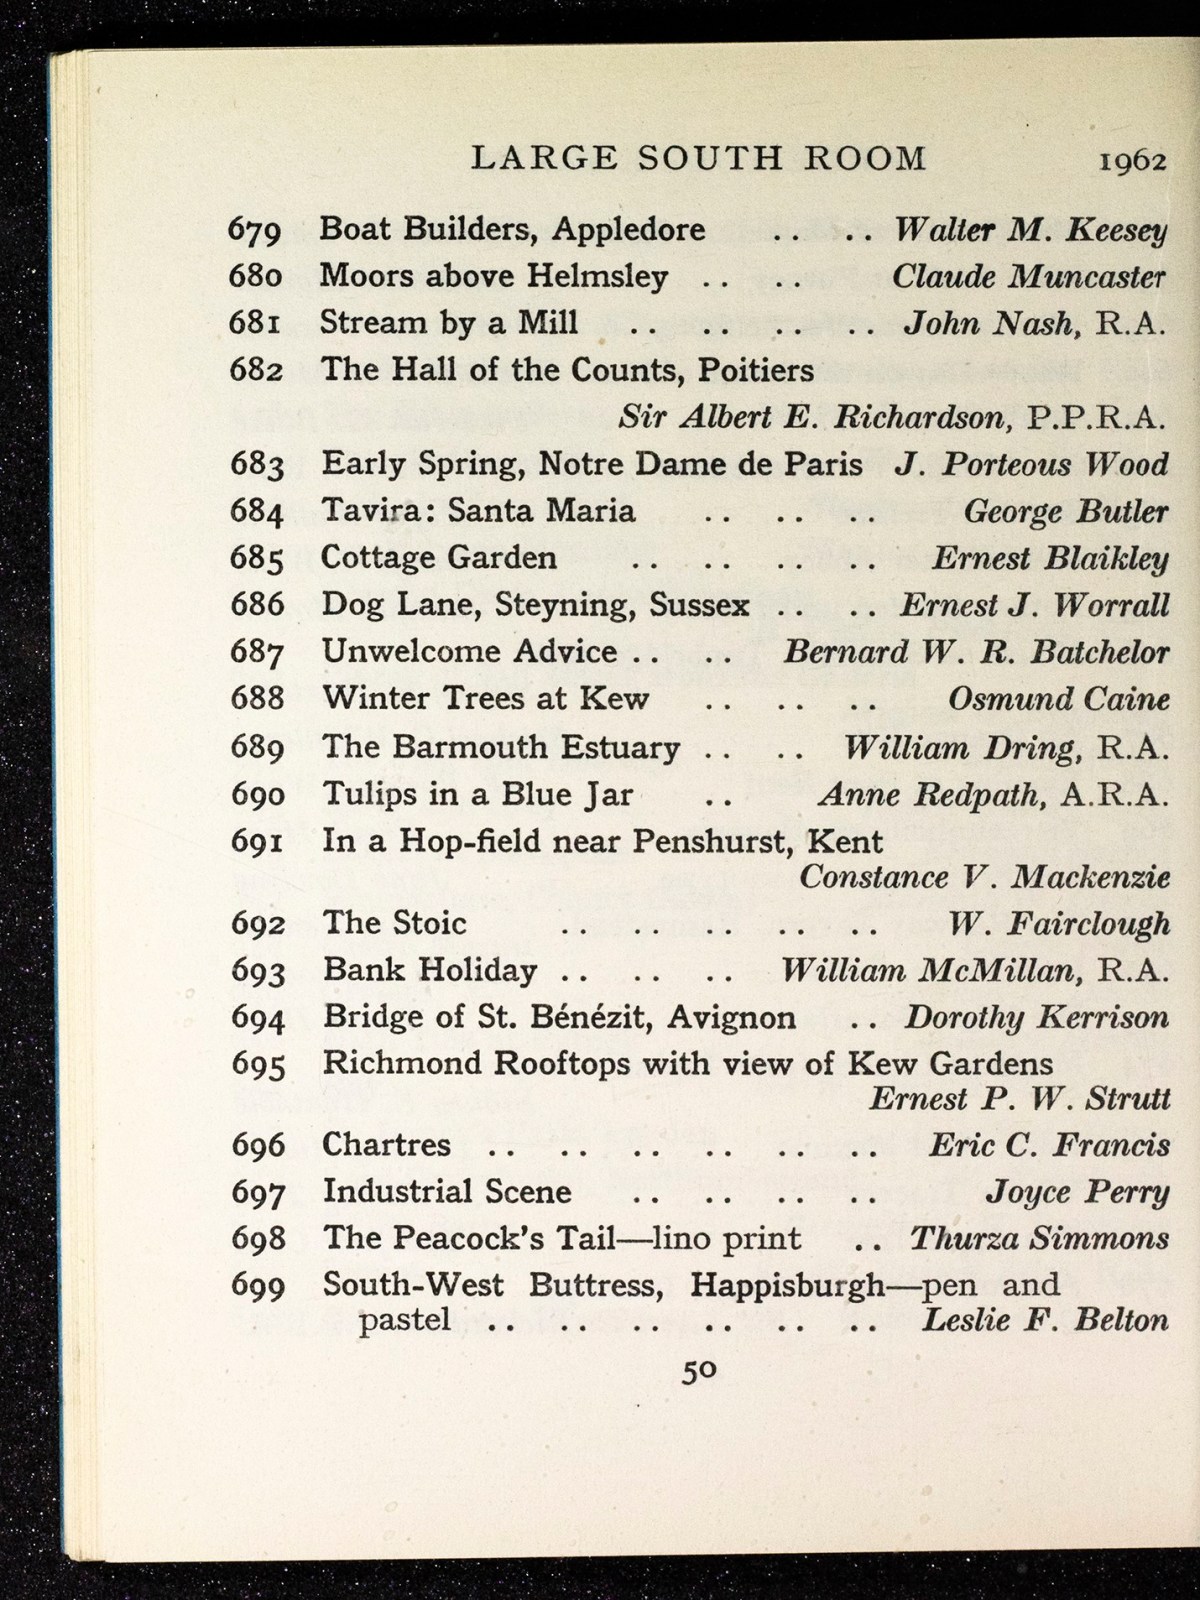 LARGE SOUTH ROOM 1962
679 Boat Builders, Appledore .. .. Walter M. Keesey
680 Moors above Helmsley .. .. Claude Muncaster
681 Stream by a Mill .. .. .. .. John Nash, R.A.
682 The Hall of the Counts, Poitiers
Sir Albert E. Richardson, P.P.R.A.
683 Early Spring, Notre Dame de Paris J. Porteous Wood
684 Tavira: Santa Maria .. .. .. George Butler
685 Cottage Garden .. .. .. .. Ernest Blaikley
686 Dog Lane, Steyning, Sussex .. .. Ernest J. Worrall
687 Unwelcome Advice .. .. Bernard W. R. Batchelor
688 Winter Trees at Kew .. .. .. Osmund Caine
689 The Barmouth Estuary .. .. William Dring, R.A.
690 Tulips in a Blue Jar .. Anne Redpath, A.R.A.
691 In a Hop-field near Penshurst, Kent
Constance V. Mackenzie
692 The Stoic .. .. .. .. .. W. Fairclough
693 Bank Holiday .. .. .. William McMillan, R.A.
694 Bridge of St. Bénézit, Avignon .. Dorothy Kerrison
695 Richmond Rooftops with view of Kew Gardens
Ernest P. W. Strutt
696 Chartres .. .. .. .. .. .. Eric C. Francis
697 Industrial Scene .. .. .. .. Joyce Perry
698 The Peacock's Tail—lino print .. Thurza Simmons
699 South-West Buttress, Happisburgh—pen and
pastel .. .. .. .. .. .. Leslie F. Belton
50